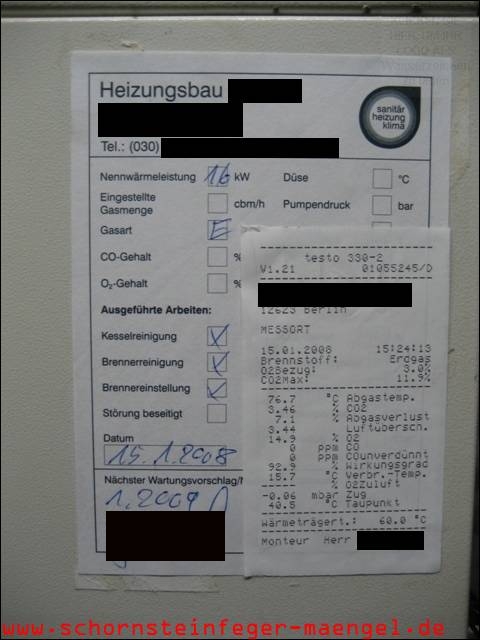 Heizungsbau
sanitär
heizung
klima
Tel.: (030)
Nennwärmeleistung 16 kW Düse °C
Eingestellte
Gasmenge cbm/h Pumpendruck bar
Gasart E
CO-Gehalt %
O₂-Gehalt %
Ausgeführte Arbeiten:
Kesselreinigung
Brennerreinigung
Brennereinstellung
Störung beseitigt
Datum
15.1.2008
Nächster Wartungsvorschlag/
1.2009
testo 330-2
V1.21 01055245/D
12623 Berlin
MESSORT
15.01.2008 15:24:13
Brennstoff: Erdgas
O2Bezug: 3.0%
CO2Max: 11.9%
76.7 °C Abgastemp.
3.46 % CO2
7.1 % Abgasverlust
3.44 Luftübersch.
14.9 % O2
0 ppm CO
0 ppm COunverdünnt
92.9 % Wirkungsgrad
15.7 °C Verbr.-Temp.
----- % O2Zuluft
-0.06 mbar Zug
40.5 °C Taupunkt
Wärmeträgert.: 60.0 °C
Monteur Herr
www.schornsteinfeger-maengel.de